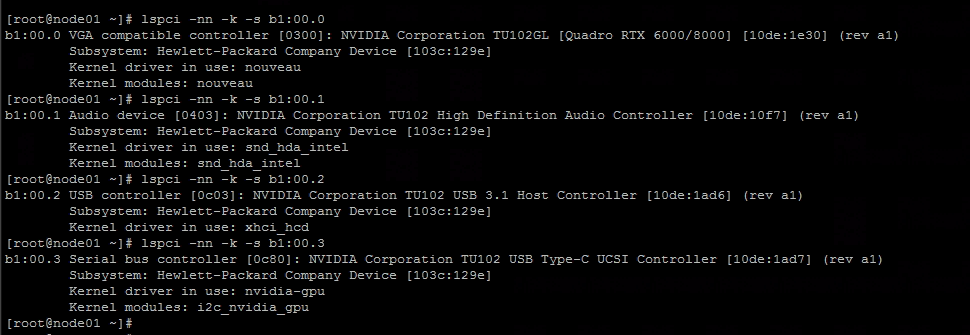 [root@node01 ~]# lspci -nn -k -s b1:00.0
b1:00.0 VGA compatible controller [0300]: NVIDIA Corporation TU102GL [Quadro RTX 6000/8000] [10de:1e30] (rev a1)
Subsystem: Hewlett-Packard Company Device [103c:129e]
Kernel driver in use: nouveau
Kernel modules: nouveau
[root@node01 ~]# lspci -nn -k -s b1:00.1
b1:00.1 Audio device [0403]: NVIDIA Corporation TU102 High Definition Audio Controller [10de:10f7] (rev a1)
Subsystem: Hewlett-Packard Company Device [103c:129e]
Kernel driver in use: snd_hda_intel
Kernel modules: snd_hda_intel
[root@node01 ~]# lspci -nn -k -s b1:00.2
b1:00.2 USB controller [0c03]: NVIDIA Corporation TU102 USB 3.1 Host Controller [10de:1ad6] (rev a1)
Subsystem: Hewlett-Packard Company Device [103c:129e]
Kernel driver in use: xhci_hcd
[root@node01 ~]# lspci -nn -k -s b1:00.3
b1:00.3 Serial bus controller [0c80]: NVIDIA Corporation TU102 USB Type-C UCSI Controller [10de:1ad7] (rev a1)
Subsystem: Hewlett-Packard Company Device [103c:129e]
Kernel driver in use: nvidia-gpu
Kernel modules: i2c_nvidia_gpu
[root@node01 ~]#